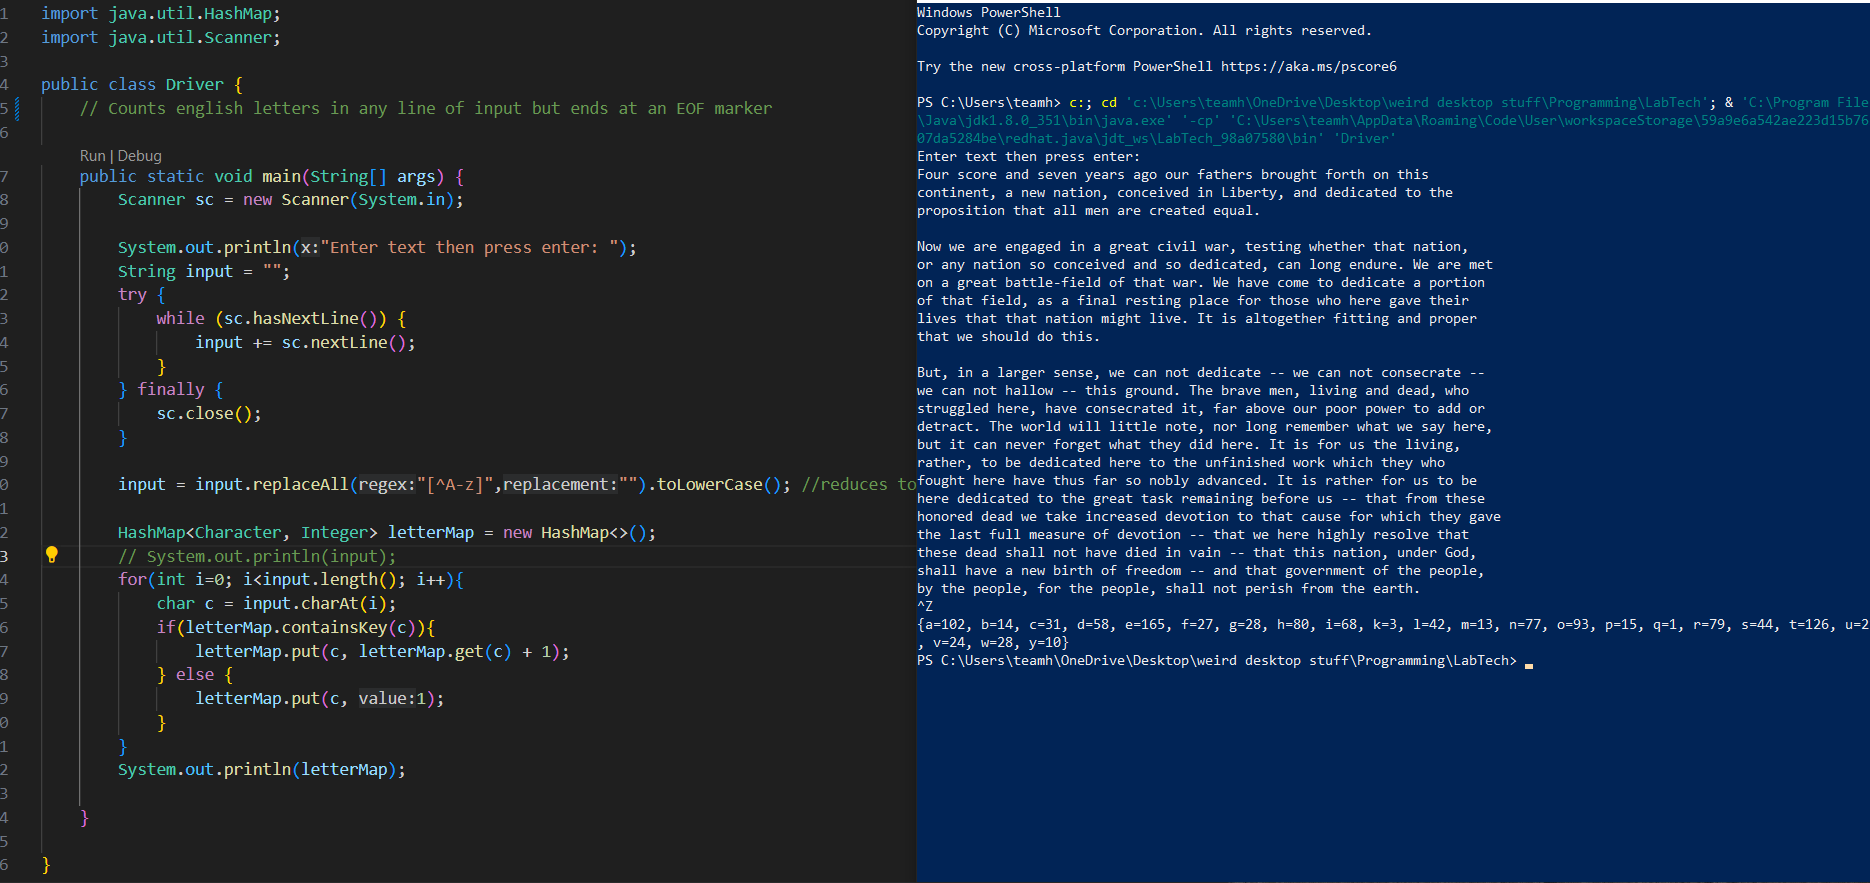 1 import java.util.HashMap;
2 import java.util.Scanner;
3
4 public class Driver {
5 // Counts english letters in any line of input but ends at an EOF marker
6
Run | Debug
7 public static void main(String[] args) {
8 Scanner sc = new Scanner(System.in);
9
0 System.out.println(x:"Enter text then press enter: ");
1 String input = "";
2 try {
3 while (sc.hasNextLine()) {
4 input += sc.nextLine();
5 }
6 } finally {
7 sc.close();
8 }
9
0 input = input.replaceAll(regex:"[^A-z]",replacement:"").toLowerCase(); //reduces to
1
2 HashMap<Character, Integer> letterMap = new HashMap<>();
3 // System.out.println(input);
4 for(int i=0; i<input.length(); i++){
5 char c = input.charAt(i);
6 if(letterMap.containsKey(c)){
7 letterMap.put(c, letterMap.get(c) + 1);
8 } else {
9 letterMap.put(c, value:1);
0 }
1 }
2 System.out.println(letterMap);
3
4 }
5
6 }
Windows PowerShell
Copyright (C) Microsoft Corporation. All rights reserved.
Try the new cross-platform PowerShell https://aka.ms/pscore6
PS C:\Users\teamh> c:; cd 'c:\Users\teamh\OneDrive\Desktop\weird desktop stuff\Programming\LabTech'; & 'C:\Program File
\Java\jdk1.8.0_351\bin\java.exe' '-cp' 'C:\Users\teamh\AppData\Roaming\Code\User\workspaceStorage\59a9e6a542ae223d15b76
07da5284be\redhat.java\jdt_ws\LabTech_98a07580\bin' 'Driver'
Enter text then press enter:
Four score and seven years ago our fathers brought forth on this
continent, a new nation, conceived in Liberty, and dedicated to the
proposition that all men are created equal.
Now we are engaged in a great civil war, testing whether that nation,
or any nation so conceived and so dedicated, can long endure. We are met
on a great battle-field of that war. We have come to dedicate a portion
of that field, as a final resting place for those who here gave their
lives that that nation might live. It is altogether fitting and proper
that we should do this.
But, in a larger sense, we can not dedicate -- we can not consecrate --
we can not hallow -- this ground. The brave men, living and dead, who
struggled here, have consecrated it, far above our poor power to add or
detract. The world will little note, nor long remember what we say here,
but it can never forget what they did here. It is for us the living,
rather, to be dedicated here to the unfinished work which they who
fought here have thus far so nobly advanced. It is rather for us to be
here dedicated to the great task remaining before us -- that from these
honored dead we take increased devotion to that cause for which they gave
the last full measure of devotion -- that we here highly resolve that
these dead shall not have died in vain -- that this nation, under God,
shall have a new birth of freedom -- and that government of the people,
by the people, for the people, shall not perish from the earth.
^Z
{a=102, b=14, c=31, d=58, e=165, f=27, g=28, h=80, i=68, k=3, l=42, m=13, n=77, o=93, p=15, q=1, r=79, s=44, t=126, u=2
, v=24, w=28, y=10}
PS C:\Users\teamh\OneDrive\Desktop\weird desktop stuff\Programming\LabTech>